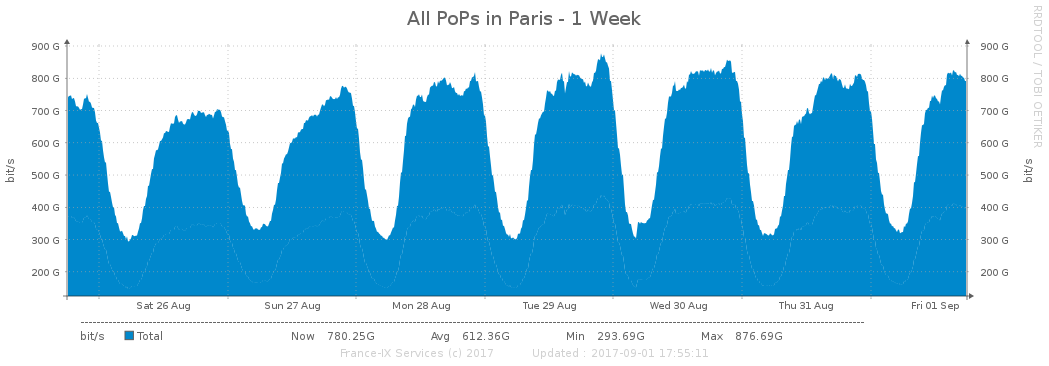 All PoPs in Paris - 1 Week
RRDTOOL / TOBI OETIKER
900 G 900 G
800 G 800 G
700 G 700 G
600 G 600 G
500 G 500 G
400 G 400 G
300 G 300 G
200 G 200 G
bit/s
bit/s
Sat 26 Aug Sun 27 Aug Mon 28 Aug Tue 29 Aug Wed 30 Aug Thu 31 Aug Fri 01 Sep
bit/s Total Now 780.25G Avg 612.36G Min 293.69G Max 876.69G
France-IX Services (c) 2017 Updated : 2017-09-01 17:55:11